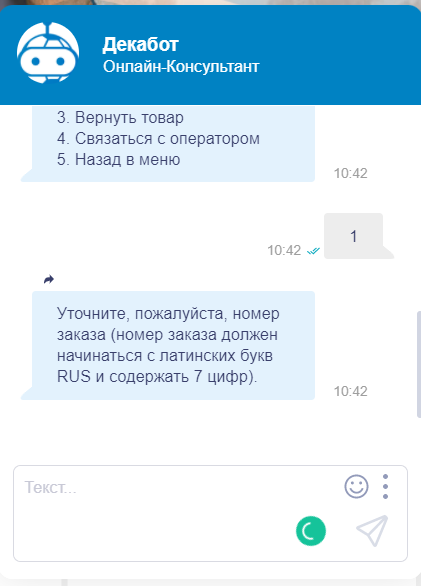 Декабот
Онлайн-Консультант
3. Вернуть товар
4. Связаться с оператором
5. Назад в меню
10:42
1
10:42
Уточните, пожалуйста, номер
заказа (номер заказа должен
начинаться с латинских букв
RUS и содержать 7 цифр).
10:42
Текст...